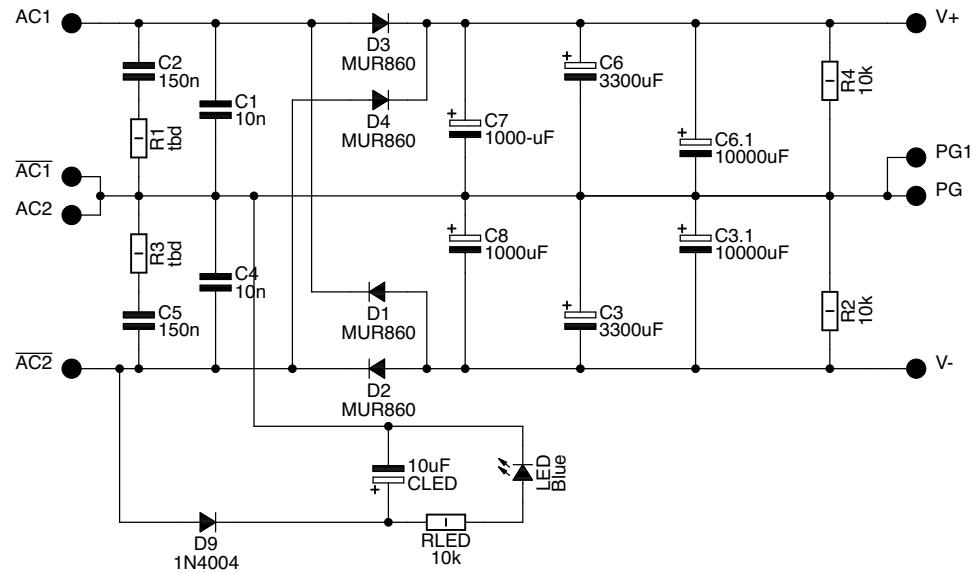 AC1
V+
C2
150n
C1
10n
D3
MUR860
D4
MUR860
+
C6
3300uF
R4
10k
R1
tbd
+
C7
1000-uF
+
C6.1
10000uF
AC1
PG1
AC2
PG
R3
tbd
C4
10n
+
C8
1000uF
+
C3.1
10000uF
C5
150n
D1
MUR860
+
C3
3300uF
R2
10k
AC2
V-
D2
MUR860
10uF
CLED
+
LED
Blue
D9
1N4004
RLED
10k